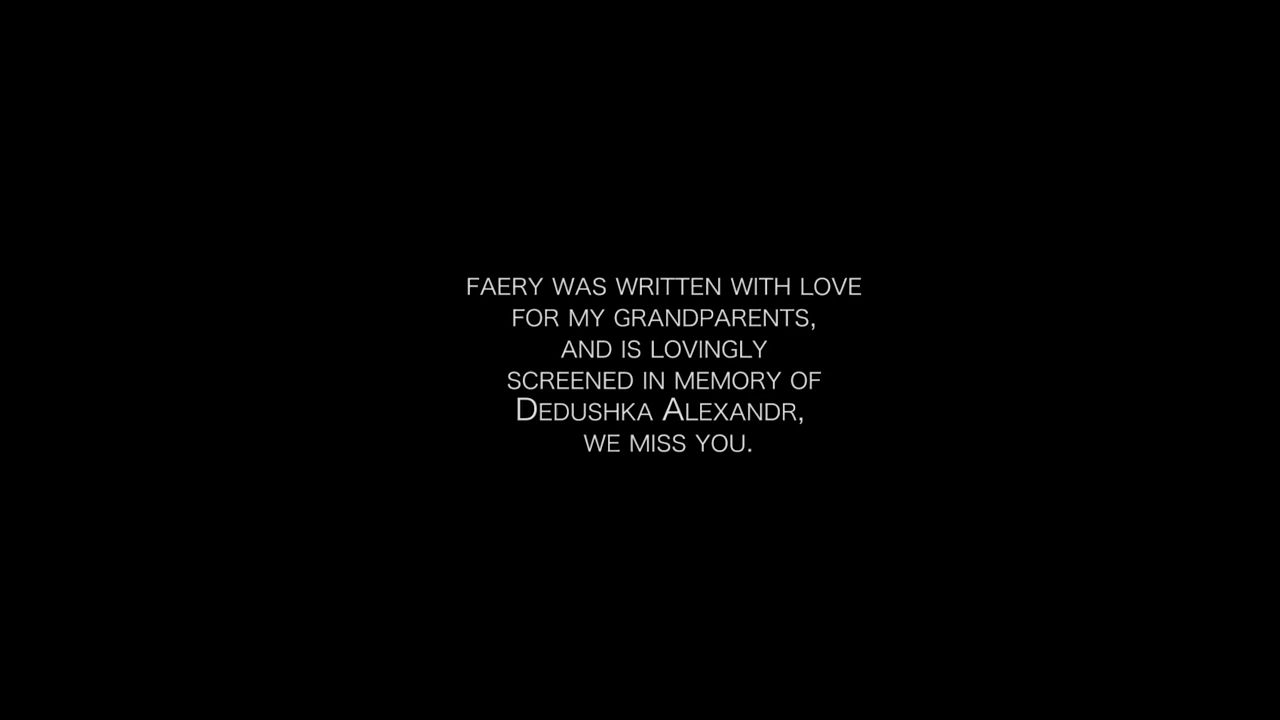 FAERY WAS WRITTEN WITH LOVE
FOR MY GRANDPARENTS,
AND IS LOVINGLY
SCREENED IN MEMORY OF
DEDUSHKA ALEXANDR,
WE MISS YOU.